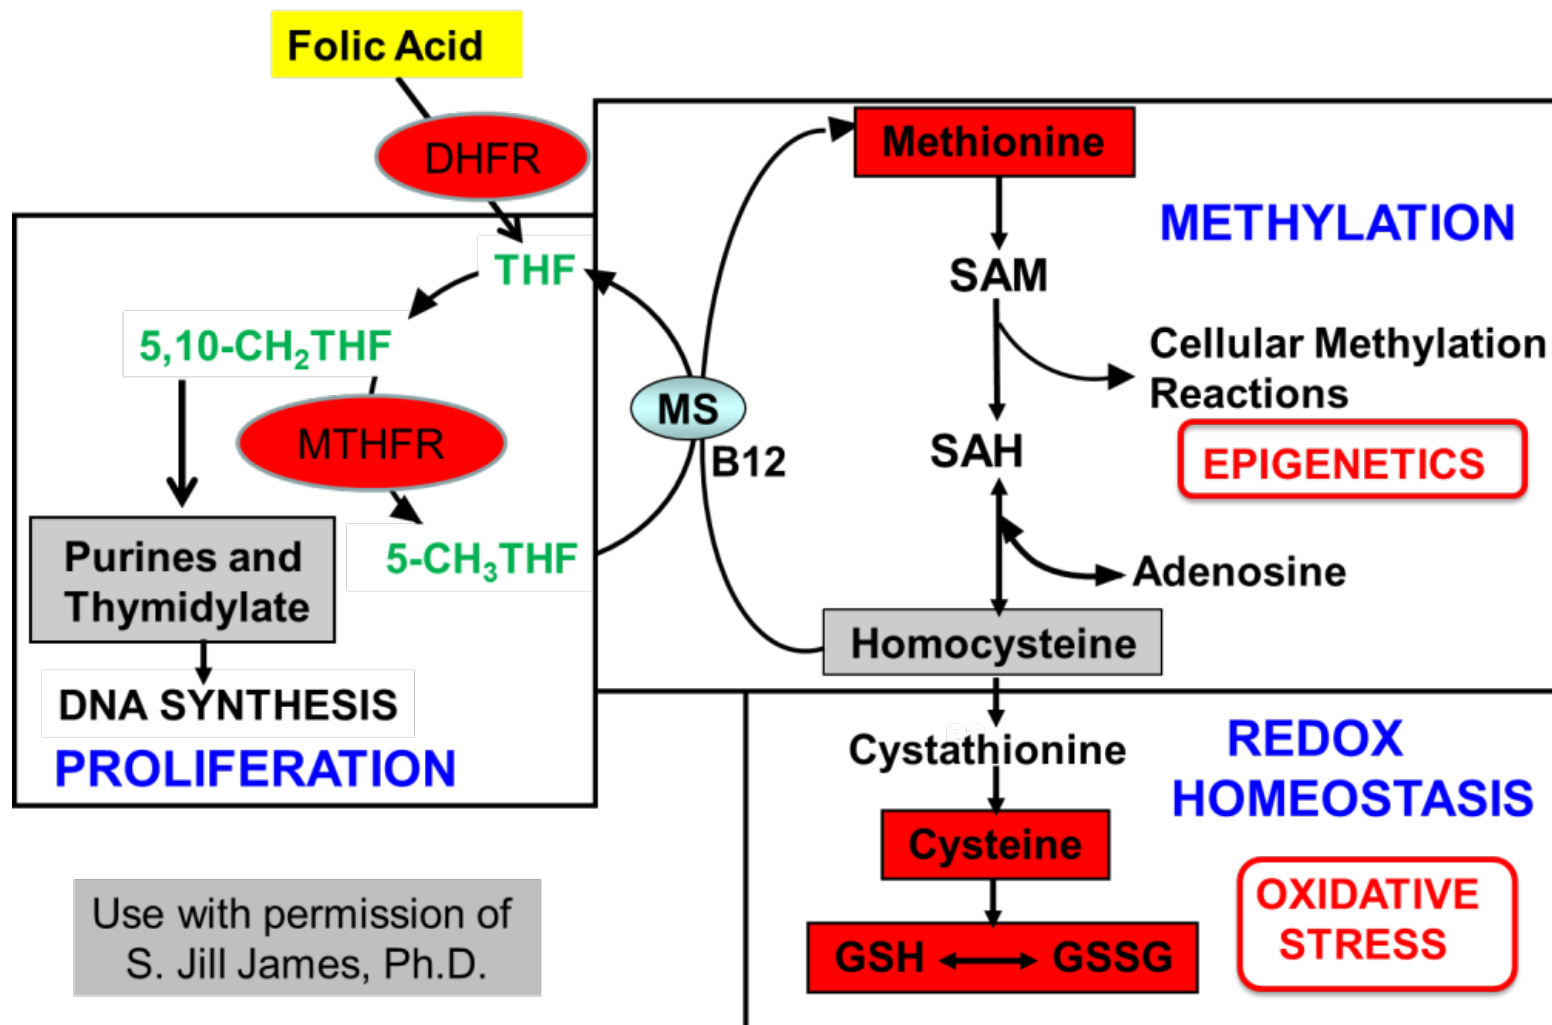 Folic Acid
DHFR
THF
5,10-CH₂THF
MTHFR
5-CH₃THF
Purines and
Thymidylate
DNA SYNTHESIS
PROLIFERATION
MS
B12
Methionine
METHYLATION
SAM
Cellular Methylation
Reactions
EPIGENETICS
SAH
Adenosine
Homocysteine
Cystathionine
REDOX
HOMEOSTASIS
Cysteine
GSH GSSG
OXIDATIVE
STRESS
Use with permission of
S. Jill James, Ph.D.